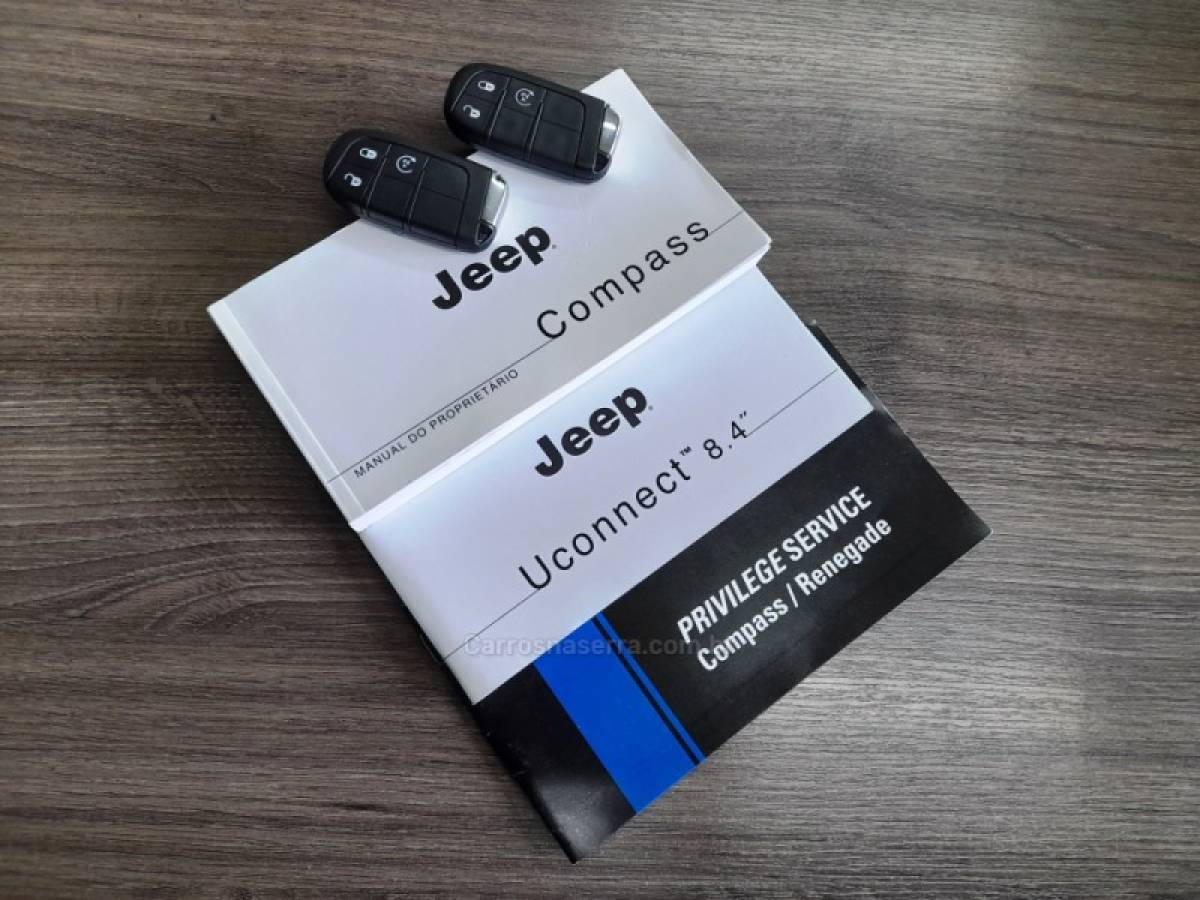 Jeep
Compass
MANUAL DO PROPRIETÁRIO
Jeep
Uconnect™ 8.4"
PRIVILEGE SERVICE
Compass / Renegade
Carrosnaserra.com.b